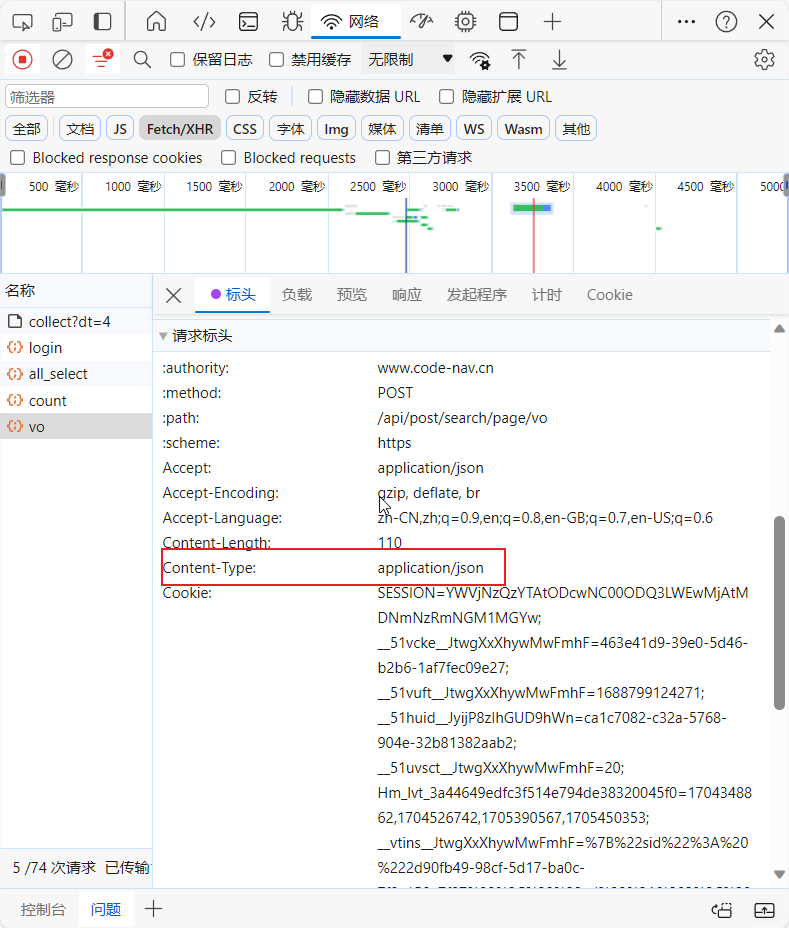 网络
保留日志 禁用缓存 无限制
筛选器 反转 隐藏数据 URL 隐藏扩展 URL
全部 文档 JS Fetch/XHR CSS 字体 Img 媒体 清单 WS Wasm 其他
Blocked response cookies Blocked requests 第三方请求
500 毫秒 1000 毫秒 1500 毫秒 2000 毫秒 2500 毫秒 3000 毫秒 3500 毫秒 4000 毫秒 4500 毫秒 5000
名称 标头 负载 预览 响应 发起程序 计时 Cookie
collect?dt=4
login
all_select
count
vo
请求标头
:authority: www.code-nav.cn
:method: POST
:path: /api/post/search/page/vo
:scheme: https
Accept: application/json
Accept-Encoding: gzip, deflate, br
Accept-Language: zh-CN,zh;q=0.9,en;q=0.8,en-GB;q=0.7,en-US;q=0.6
Content-Length: 110
Content-Type: application/json
Cookie: SESSION=YWVjNzQzYTAtODcwNC00ODQ3LWEwMjAtM
DNmNzRmNGM1MGYw;
__51vcke__JtwgXxXhywMwFmhF=463e41d9-39e0-5d46-
b2b6-1af7fec09e27;
__51vuft__JtwgXxXhywMwFmhF=1688799124271;
__51huid__JyijP8zlhGUD9hWn=ca1c7082-c32a-5768-
904e-32b81382aab2;
__51uvsct__JtwgXxXhywMwFmhF=20;
Hm_lvt_3a44649edfc3f514e794de38320045f0=17043488
62,1704526742,1705390567,1705450353;
__vtins__JtwgXxXhywMwFmhF=%7B%22sid%22%3A%20
%222d90fb49-98cf-5d17-ba0c-
5 /74 次请求 已传输
控制台 问题